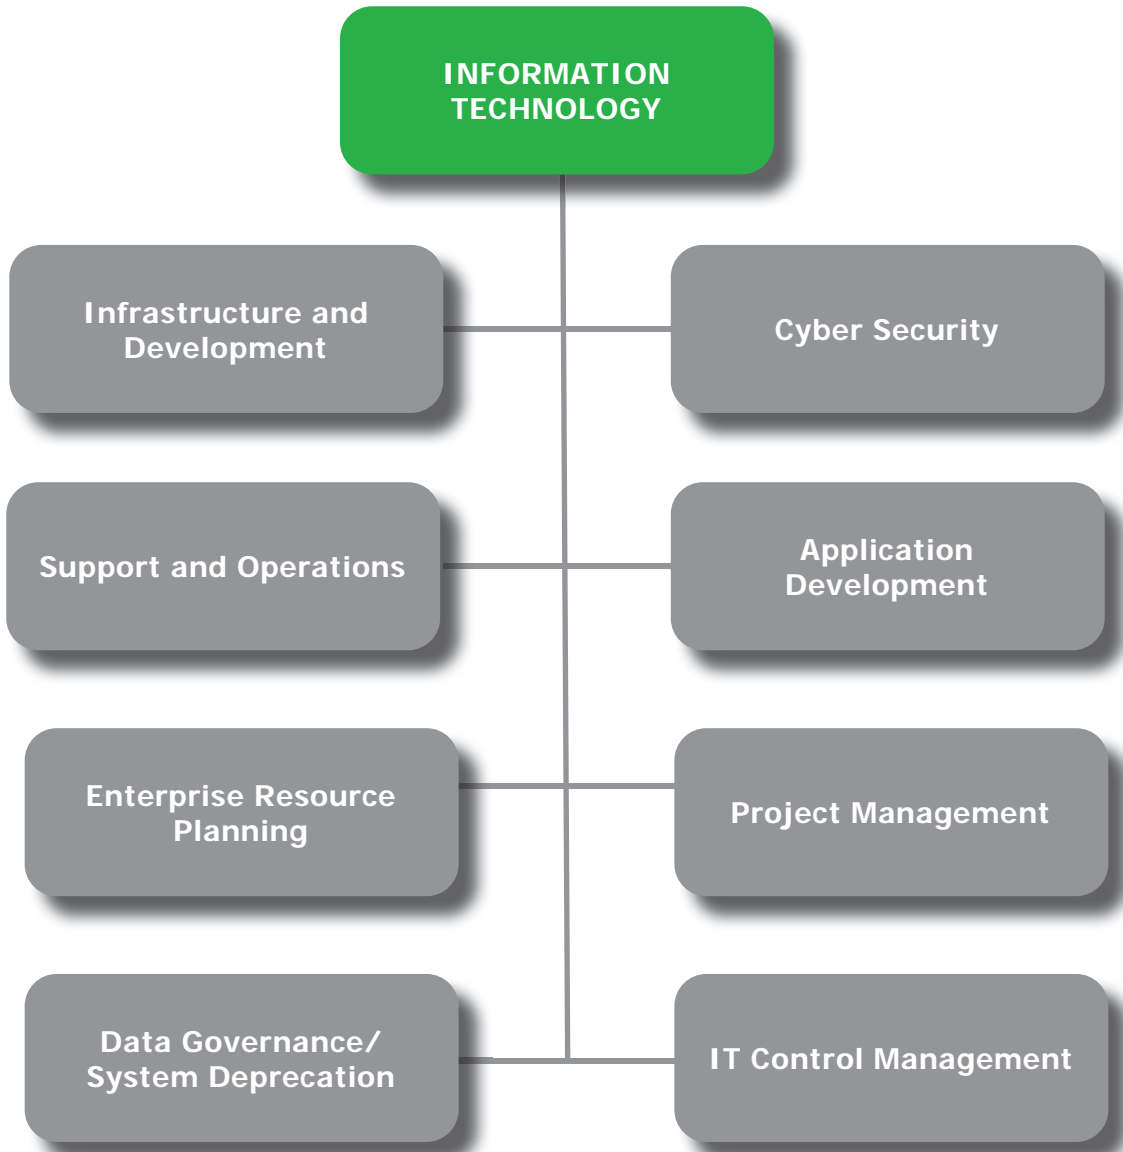 INFORMATION
TECHNOLOGY
Infrastructure and
Development
Cyber Security
Support and Operations
Application
Development
Enterprise Resource
Planning
Project Management
Data Governance/
System Deprecation
IT Control Management